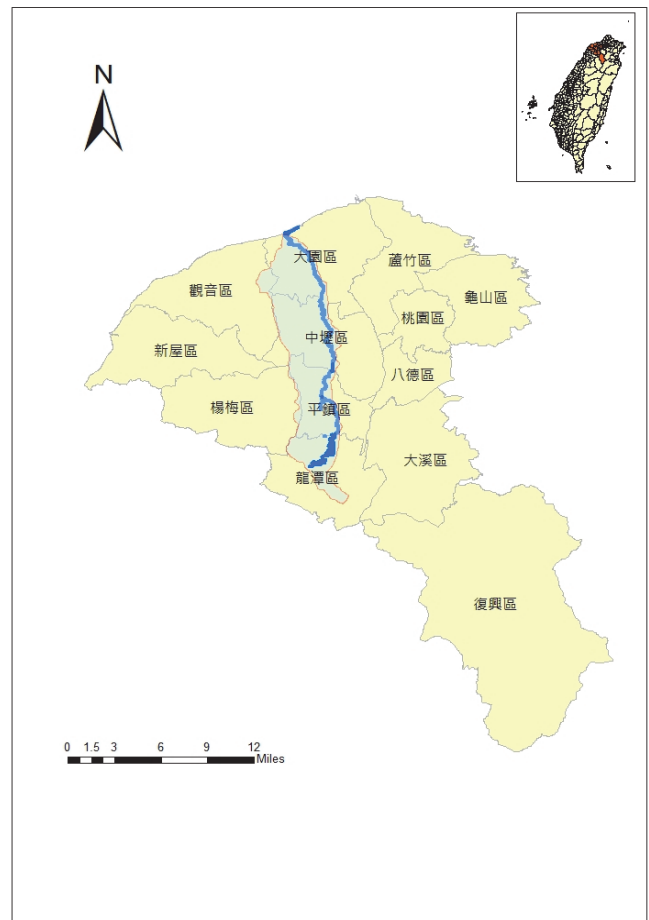 N
大園區
蘆竹區
觀音區
龜山區
桃園區
中壢區
新屋區
八德區
楊梅區
平鎮區
大溪區
龍潭區
復興區
0 1.5 3 6 9 12
Miles